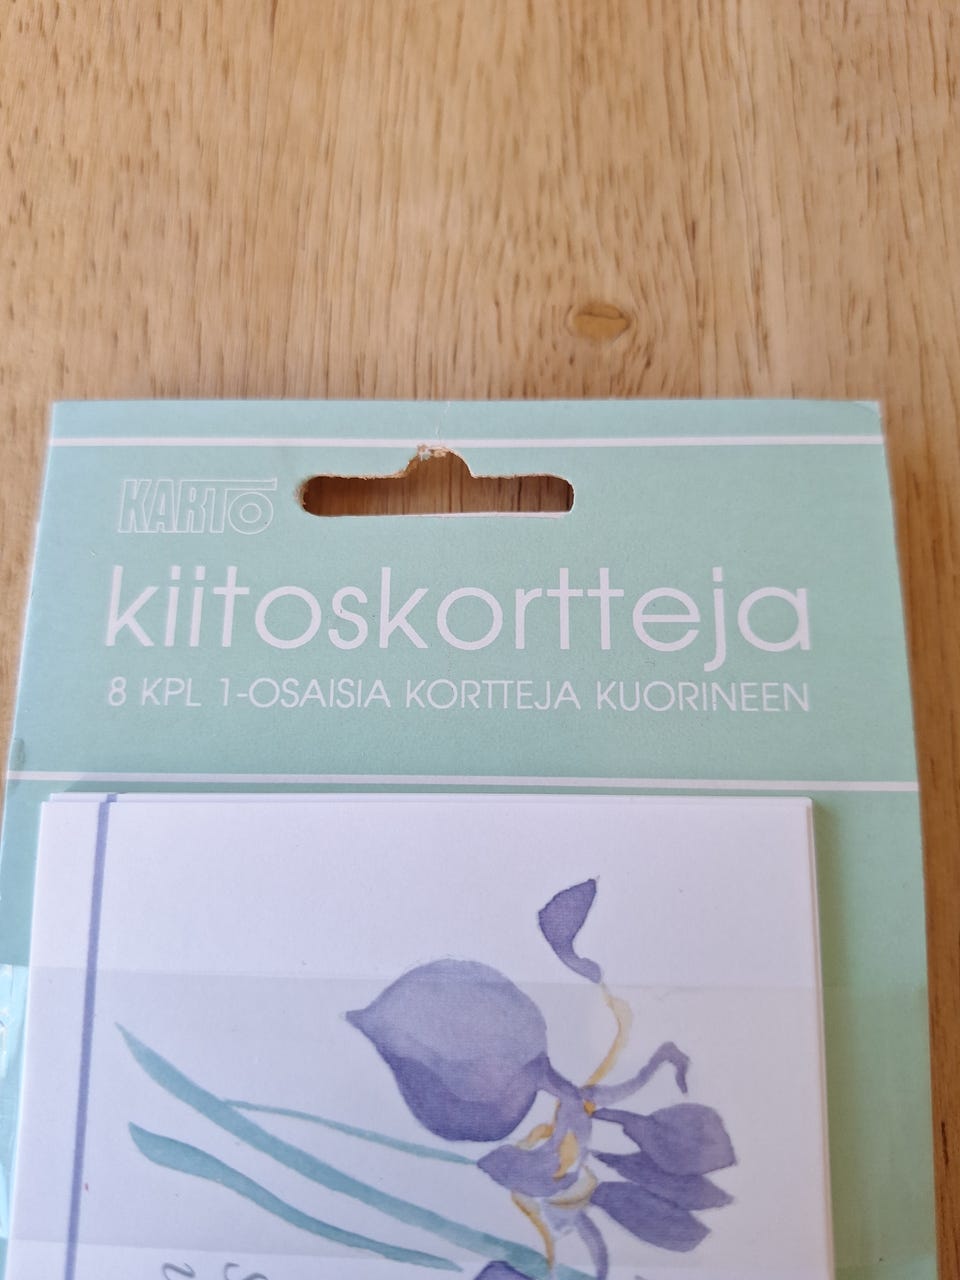 KARTO
kiitoskortteja
8 KPL 1-OSAISIA KORTTEJA KUORINEEN